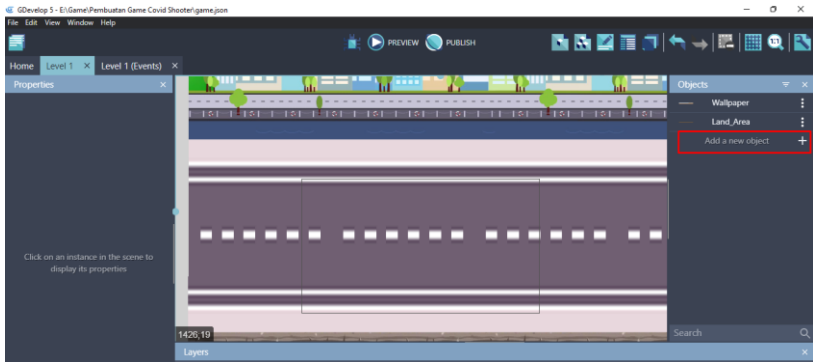 GDevelop 5 - E:\Game\Pembuatan Game Covid Shooter\game.json
File Edit View Window Help
PREVIEW PUBLISH
1:1
Home Level 1 × Level 1 (Events) ×
Properties ×
Objects ×
Wallpaper
Land_Area
Add a new object +
Click on an instance in the scene to
display its properties
1426,19
Search
Layers ×